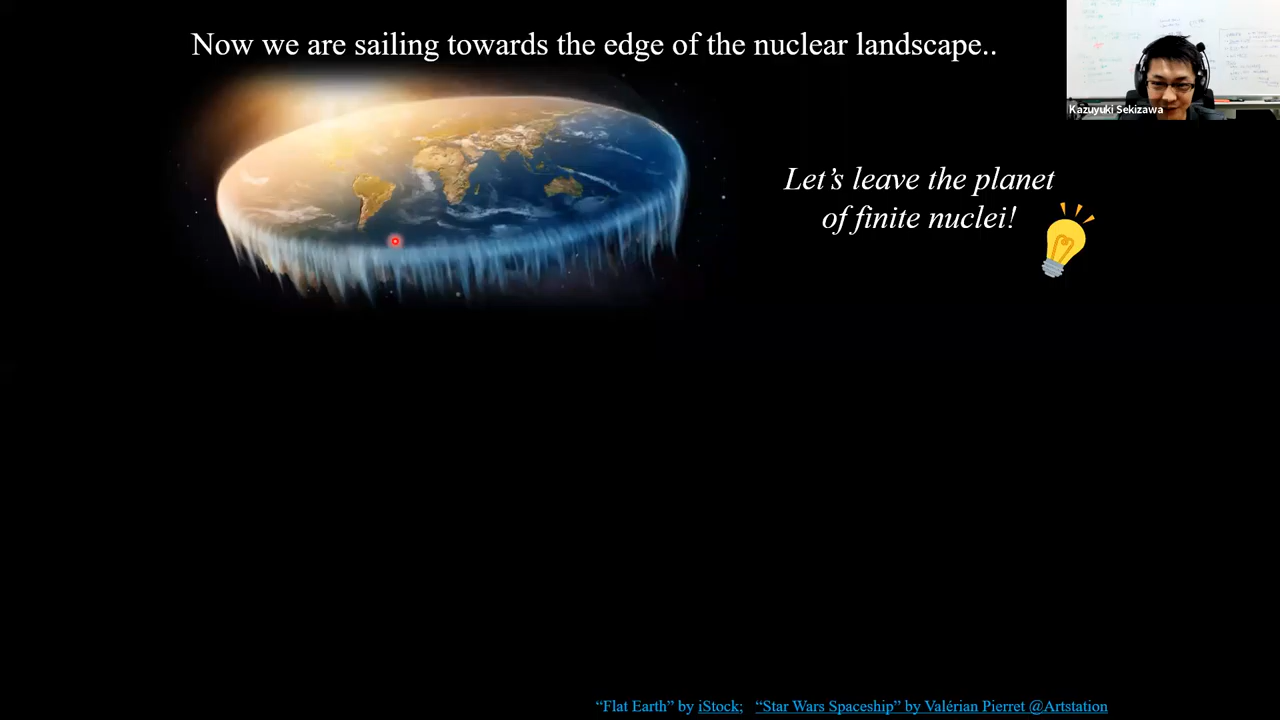 Now we are sailing towards the edge of the nuclear landscape..
Kazuyuki Sekizawa
Let's leave the planet
of finite nuclei!
“Flat Earth” by iStock; “Star Wars Spaceship” by Valérian Pierret @Artstation